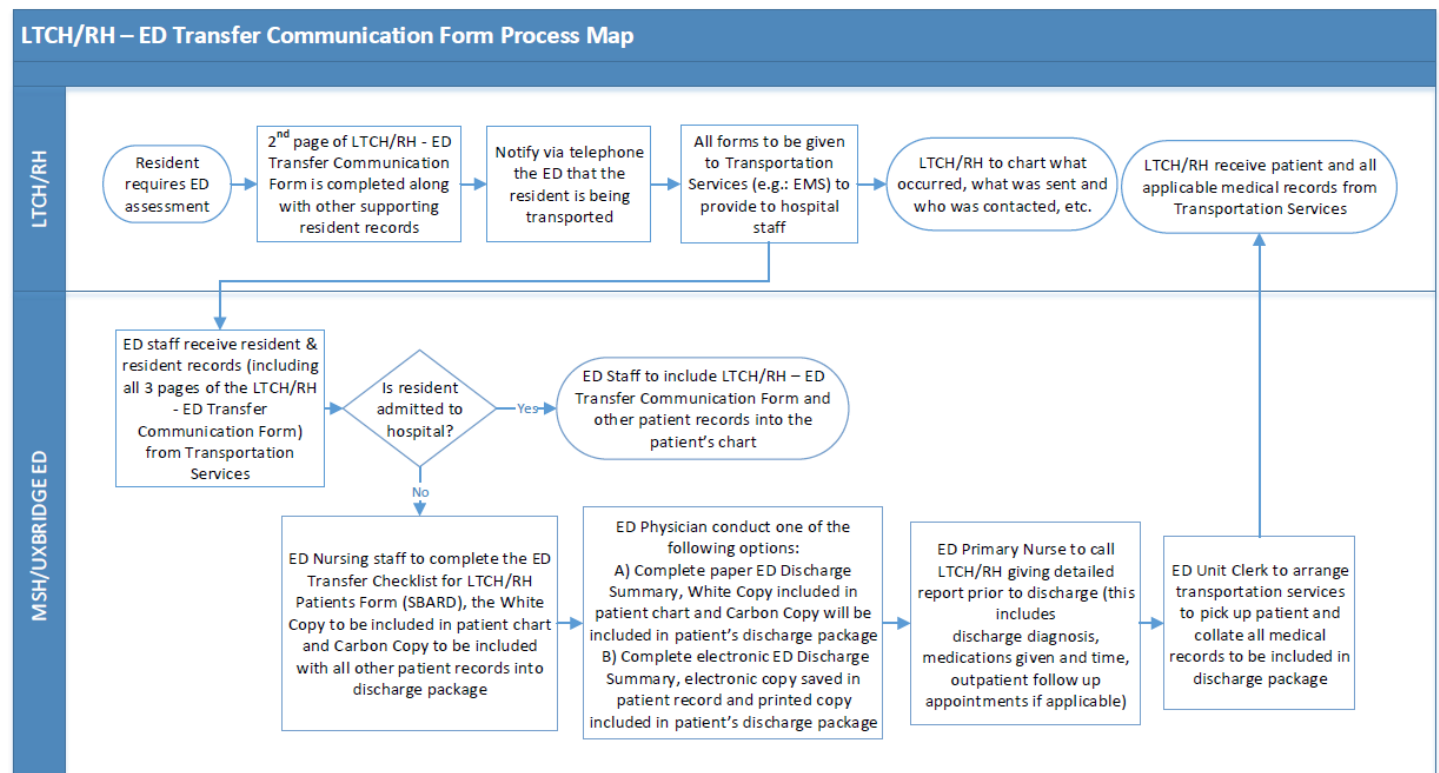 LTCH/RH – ED Transfer Communication Form Process Map
LTCH/RH
Resident
requires ED
assessment
2nd page of LTCH/RH - ED
Transfer Communication
Form is completed along
with other supporting
resident records
Notify via telephone
the ED that the
resident is being
transported
All forms to be given
to Transportation
Services (e.g.: EMS) to
provide to hospital
staff
LTCH/RH to chart what
occurred, what was sent and
who was contacted, etc.
LTCH/RH receive patient and all
applicable medical records from
Transportation Services
MSH/UXBRIDGE ED
ED staff receive resident &
resident records (including
all 3 pages of the LTCH/RH
- ED Transfer
Communication Form)
from Transportation
Services
Is resident
admitted to
hospital?
Yes
ED Staff to include LTCH/RH – ED
Transfer Communication Form and
other patient records into the
patient's chart
No
ED Nursing staff to complete the ED
Transfer Checklist for LTCH/RH
Patients Form (SBARD), the White
Copy to be included in patient chart
and Carbon Copy to be included
with all other patient records into
discharge package
ED Physician conduct one of the
following options:
A) Complete paper ED Discharge
Summary, White Copy included in
patient chart and Carbon Copy will be
included in patient's discharge package
B) Complete electronic ED Discharge
Summary, electronic copy saved in
patient record and printed copy
included in patient's discharge package
ED Primary Nurse to call
LTCH/RH giving detailed
report prior to discharge (this
includes
discharge diagnosis,
medications given and time,
outpatient follow up
appointments if applicable)
ED Unit Clerk to arrange
transportation services
to pick up patient and
collate all medical
records to be included in
discharge package